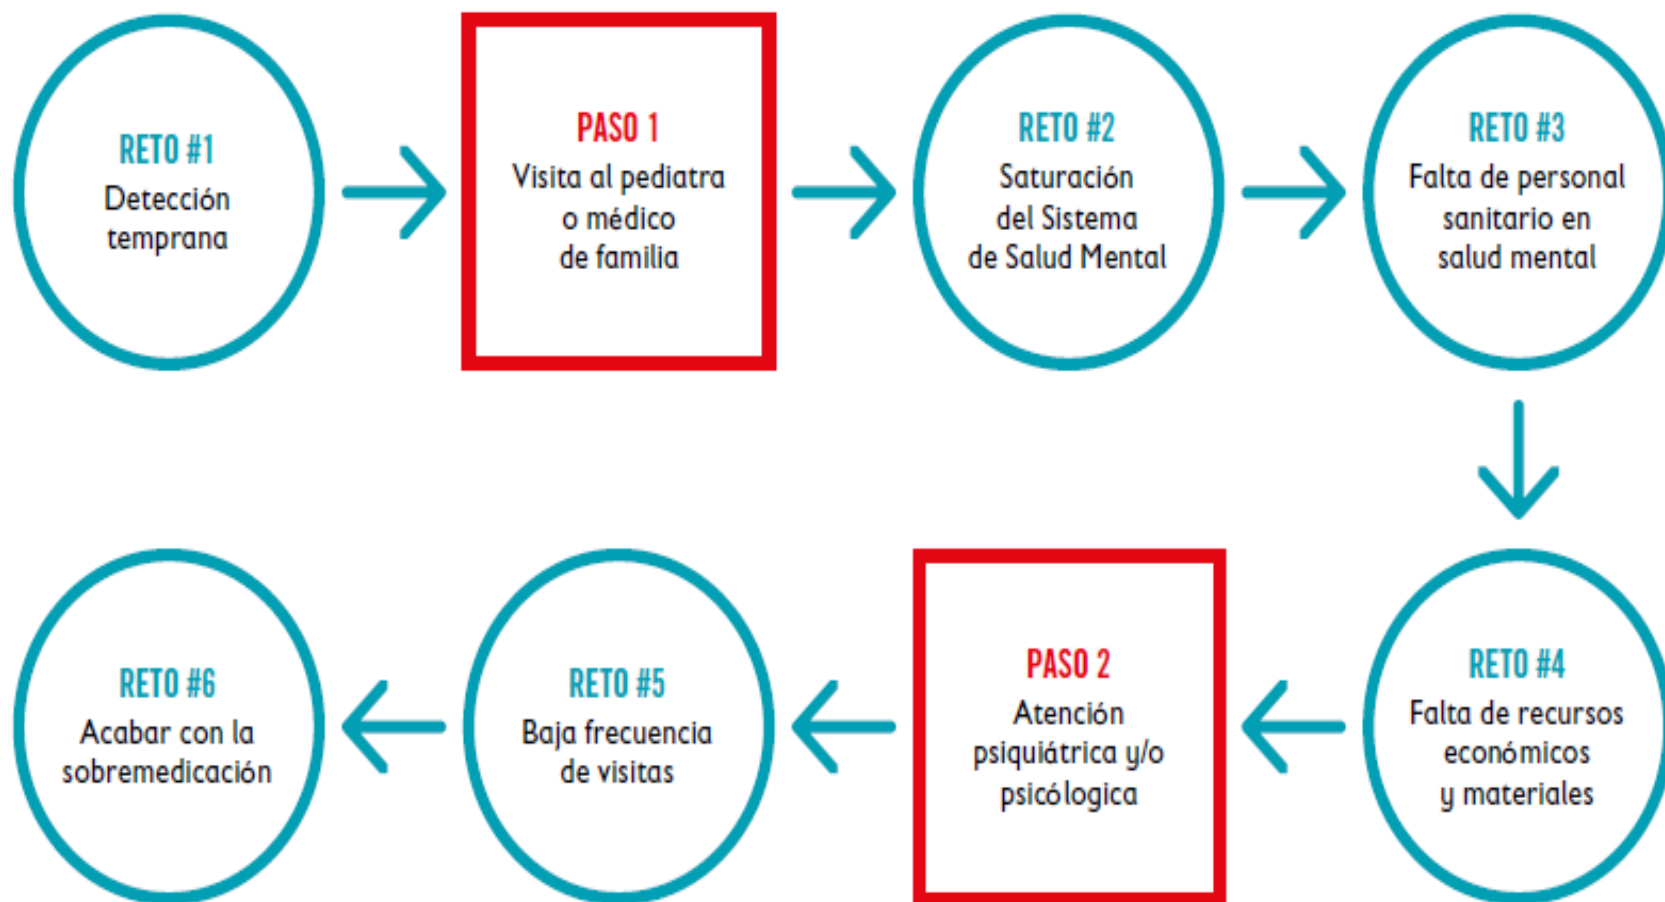 RETO #1
Detección
temprana
PASO 1
Visita al pediatra
o médico
de familia
RETO #2
Saturación
del Sistema
de Salud Mental
RETO #3
Falta de personal
sanitario en
salud mental
RETO #4
Falta de recursos
económicos
y materiales
PASO 2
Atención
psiquiátrica y/o
psicólogica
RETO #5
Baja frecuencia
de visitas
RETO #6
Acabar con la
sobremedicación